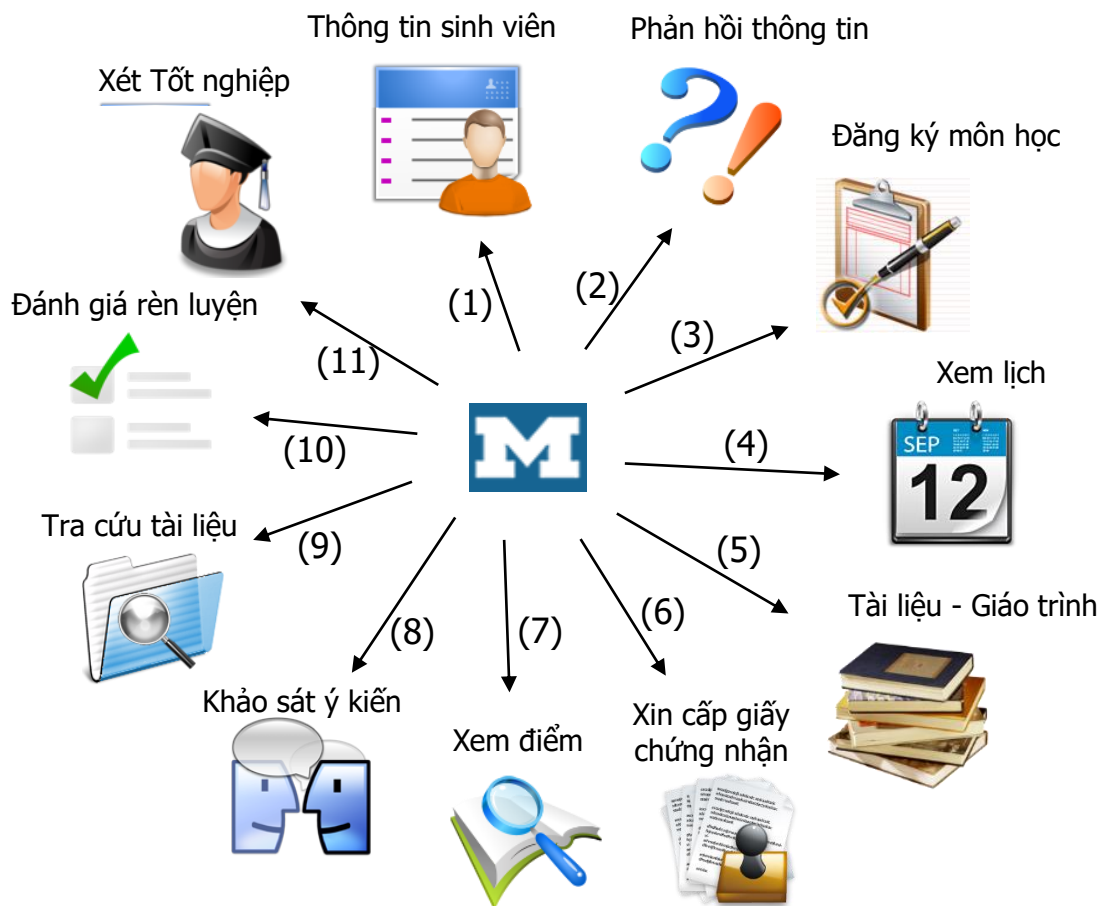 Thông tin sinh viên
Phản hồi thông tin
Xét Tốt nghiệp
Đăng ký môn học
Đánh giá rèn luyện
(1)
(2)
(3)
(11)
Xem lịch
(4)
SEP
12
(10)
M
Tra cứu tài liệu
(9)
(5)
Tài liệu - Giáo trình
(8)
(7)
(6)
Khảo sát ý kiến
Xem điểm
Xin cấp giấy
chứng nhận